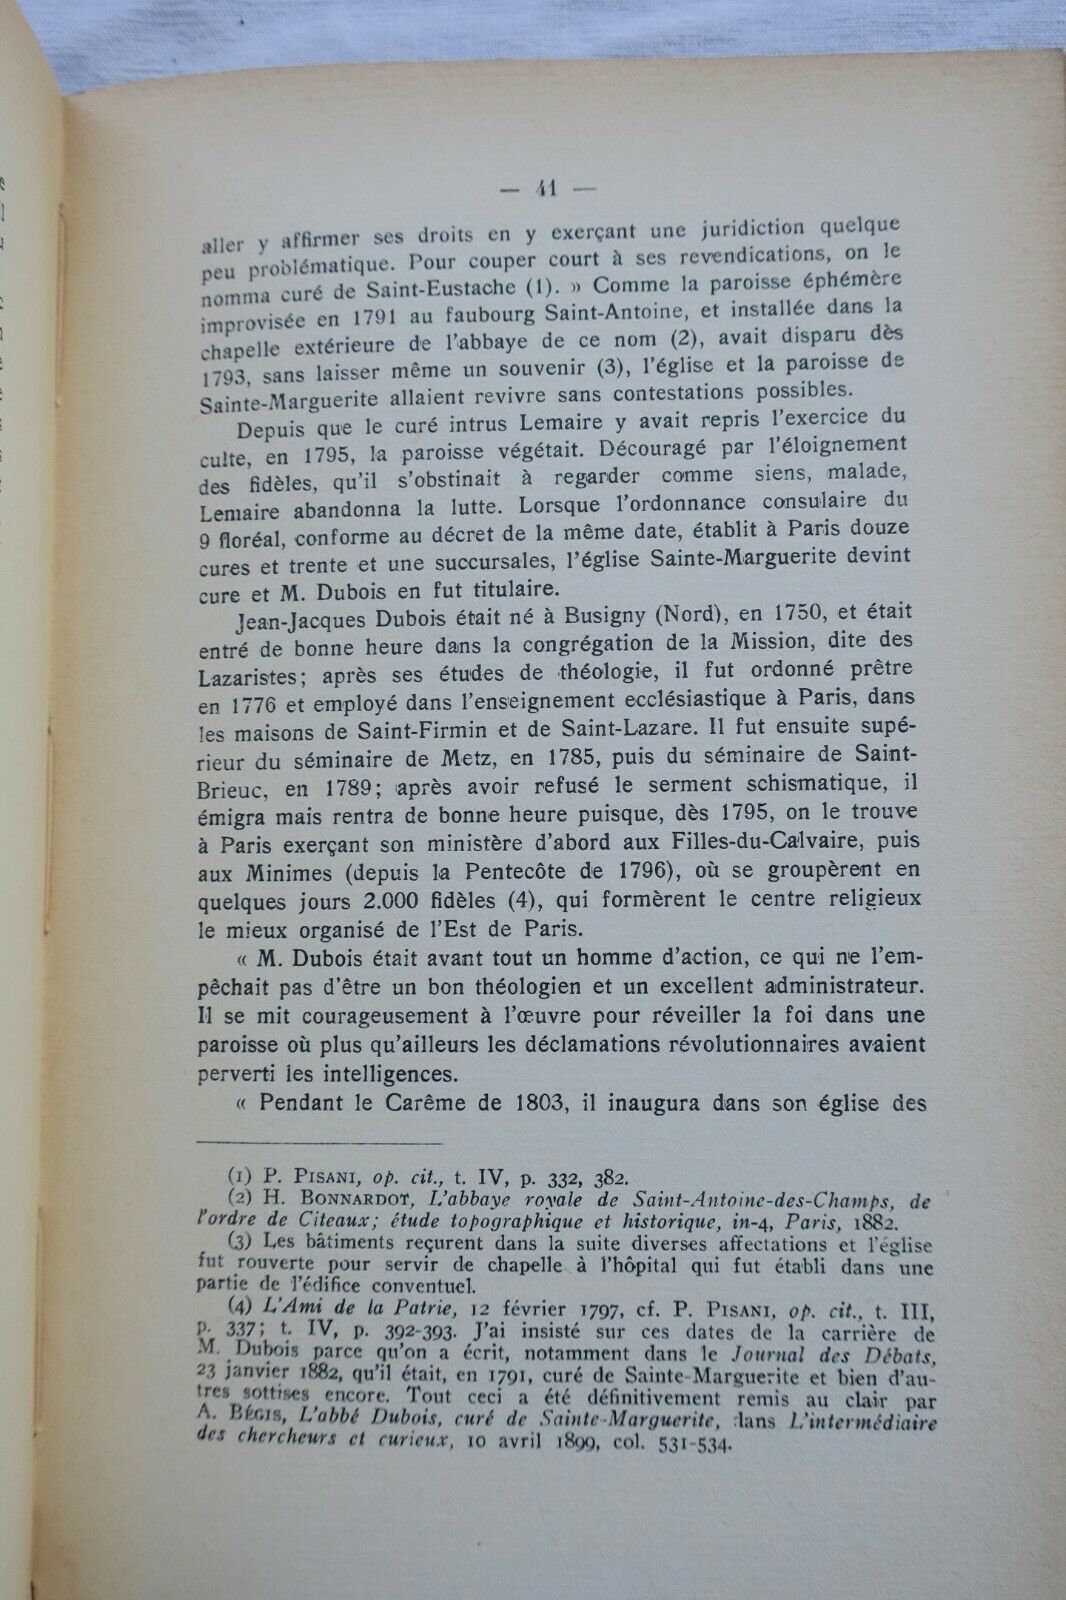 — 41 —
aller y affirmer ses droits en y exerçant une juridiction quelque
peu problématique. Pour couper court à ses revendications, on le
nomma curé de Saint-Eustache (1). » Comme la paroisse éphémère
improvisée en 1791 au faubourg Saint-Antoine, et installée dans la
chapelle extérieure de l'abbaye de ce nom (2), avait disparu dès
1793, sans laisser même un souvenir (3), l'église et la paroisse de
Sainte-Marguerite allaient revivre sans contestations possibles.
Depuis que le curé intrus Lemaire y avait repris l'exercice du
culte, en 1795, la paroisse végétait. Découragé par l'éloignement
des fidèles, qu'il s'obstinait à regarder comme siens, malade,
Lemaire abandonna la lutte. Lorsque l'ordonnance consulaire du
9 floréal, conforme au décret de la même date, établit à Paris douze
cures et trente et une succursales, l'église Sainte-Marguerite devint
cure et M. Dubois en fut titulaire.
Jean-Jacques Dubois était né à Busigny (Nord), en 1750, et était
entré de bonne heure dans la congrégation de la Mission, dite des
Lazaristes; après ses études de théologie, il fut ordonné prêtre
en 1776 et employé dans l'enseignement ecclésiastique à Paris, dans
les maisons de Saint-Firmin et de Saint-Lazare. Il fut ensuite supé-
rieur du séminaire de Metz, en 1785, puis du séminaire de Saint-
Brieuc, en 1789; après avoir refusé le serment schismatique, il
émigra mais rentra de bonne heure puisque, dès 1795, on le trouve
à Paris exerçant son ministère d'abord aux Filles-du-Calvaire, puis
aux Minimes (depuis la Pentecôte de 1796), où se groupèrent en
quelques jours 2.000 fidèles (4), qui formèrent le centre religieux
le mieux organisé de l'Est de Paris.
« M. Dubois était avant tout un homme d'action, ce qui ne l'em-
pêchait pas d'être un bon théologien et un excellent administrateur.
Il se mit courageusement à l'œuvre pour réveiller la foi dans une
paroisse où plus qu'ailleurs les déclamations révolutionnaires avaient
perverti les intelligences.
« Pendant le Carême de 1803, il inaugura dans son église des
(1) P. PISANI, op. cit., t. IV, p. 332, 382.
(2) H. BONNARDOT, L'abbaye royale de Saint-Antoine-des-Champs, de
l'ordre de Citeaux; étude topographique et historique, in-4, Paris, 1882.
(3) Les bâtiments reçurent dans la suite diverses affectations et l'église
fut rouverte pour servir de chapelle à l'hôpital qui fut établi dans une
partie de l'édifice conventuel.
(4) L'Ami de la Patrie, 12 février 1797, cf. P. PISANI, op. cit., t. III,
p. 337; t. IV, p. 392-393. J'ai insisté sur ces dates de la carrière de
M. Dubois parce qu'on a écrit, notamment dans le Journal des Débats,
23 janvier 1882, qu'il était, en 1791, curé de Sainte-Marguerite et bien d'au-
tres sottises encore. Tout ceci a été définitivement remis au clair par
A. BÉGIS, L'abbé Dubois, curé de Sainte-Marguerite, dans L'intermédiaire
des chercheurs et curieux, 10 avril 1899, col. 531-534.